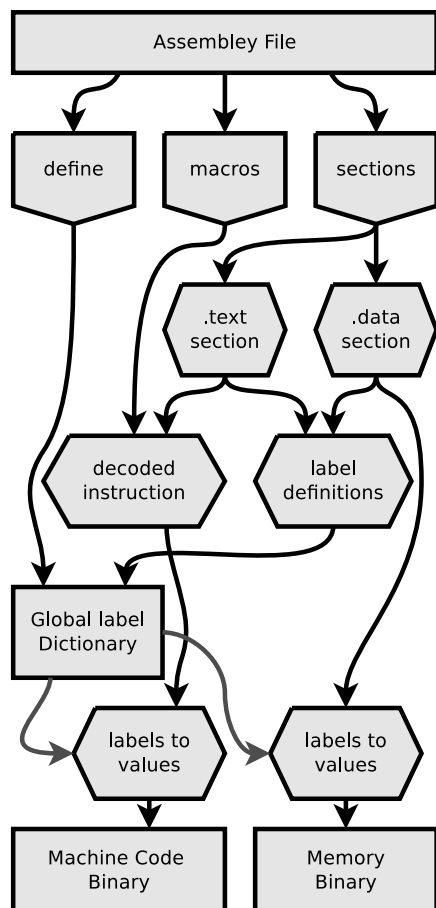 Assembley File
define
macros
sections
.text
section
.data
section
decoded
instruction
label
definitions
Global label
Dictionary
labels to
values
labels to
values
Machine Code
Binary
Memory
Binary